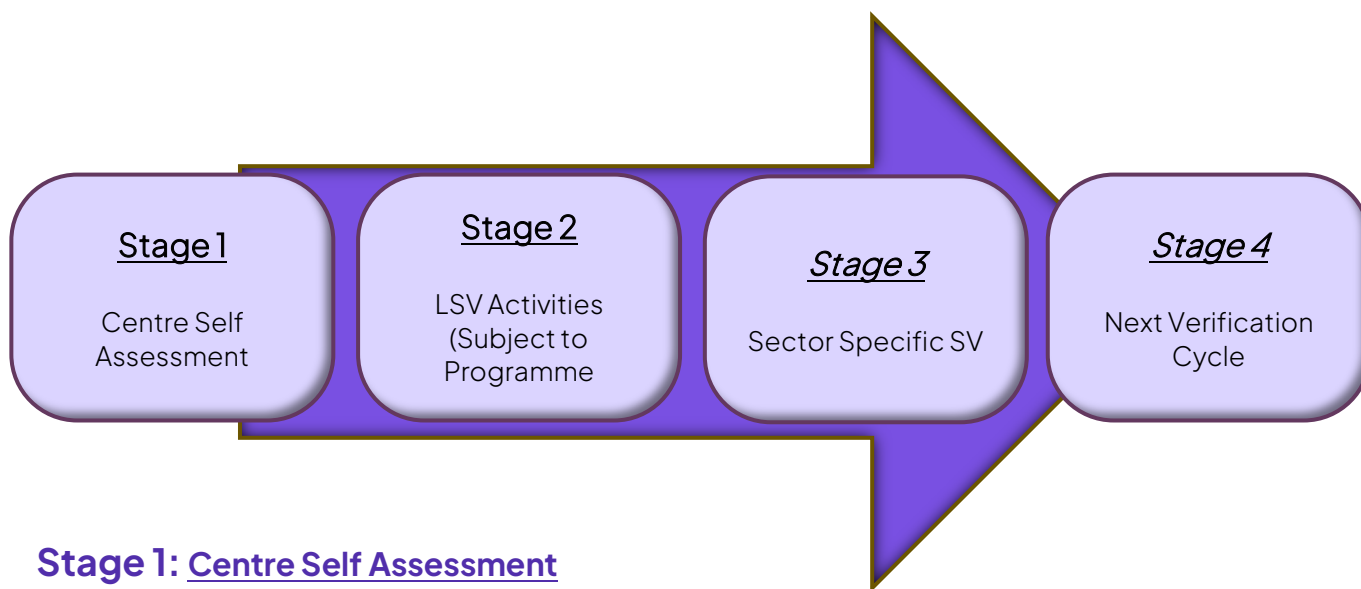 Stage 1
Centre Self
Assessment
Stage 2
LSV Activities
(Subject to
Programme
Stage 3
Sector Specific SV
Stage 4
Next Verification
Cycle
Stage 1: Centre Self Assessment